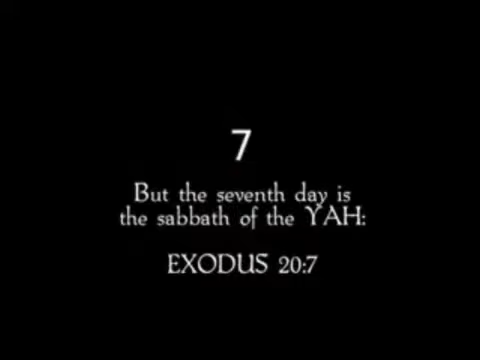 7
But the seventh day is
the sabbath of the YAH:
EXODUS 20:7